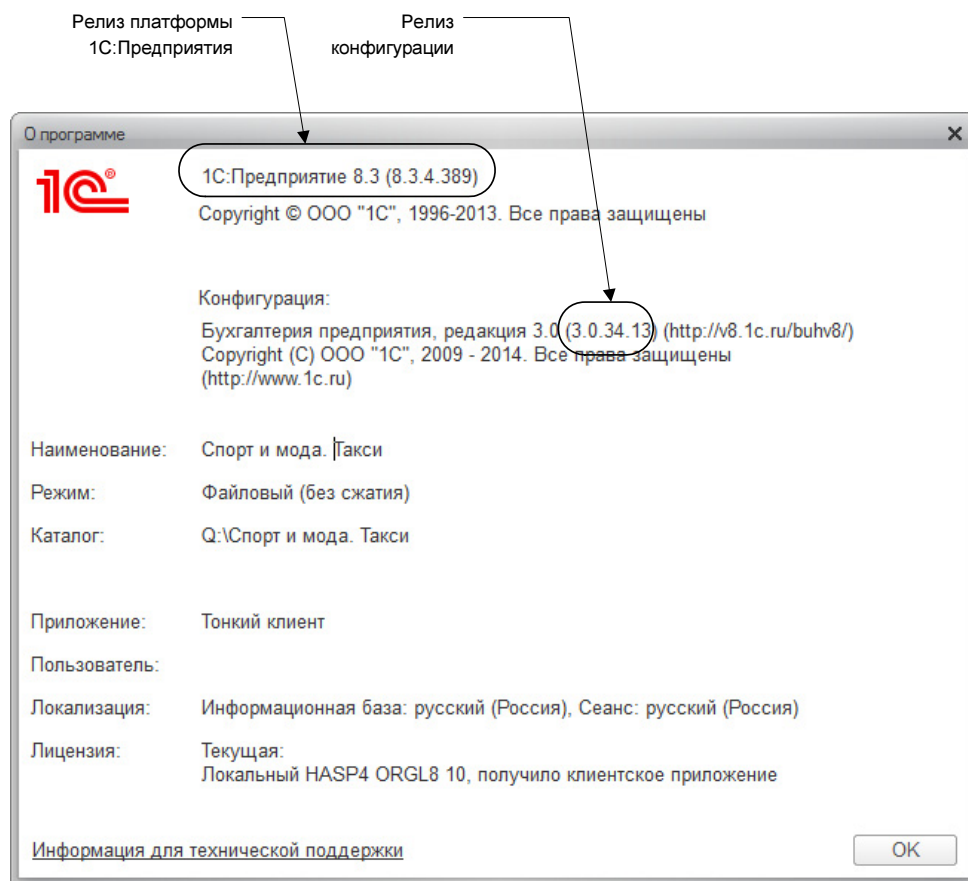 Релиз платформы
1С:Предприятия
Релиз
конфигурации
О программе
1С®
1С:Предприятие 8.3 (8.3.4.389)
Copyright © ООО "1С", 1996-2013. Все права защищены
Конфигурация:
Бухгалтерия предприятия, редакция 3.0 (3.0.34.13) (http://v8.1c.ru/buhv8/)
Copyright (С) ООО "1С", 2009 - 2014. Все права защищены
(http://www.1c.ru)
Наименование: Спорт и мода. Такси
Режим: Файловый (без сжатия)
Каталог: Q:\Спорт и мода. Такси
Приложение: Тонкий клиент
Пользователь:
Локализация: Информационная база: русский (Россия), Сеанс: русский (Россия)
Лицензия: Текущая:
Локальный HASP4 ORGL8 10, получило клиентское приложение
Информация для технической поддержки
OK